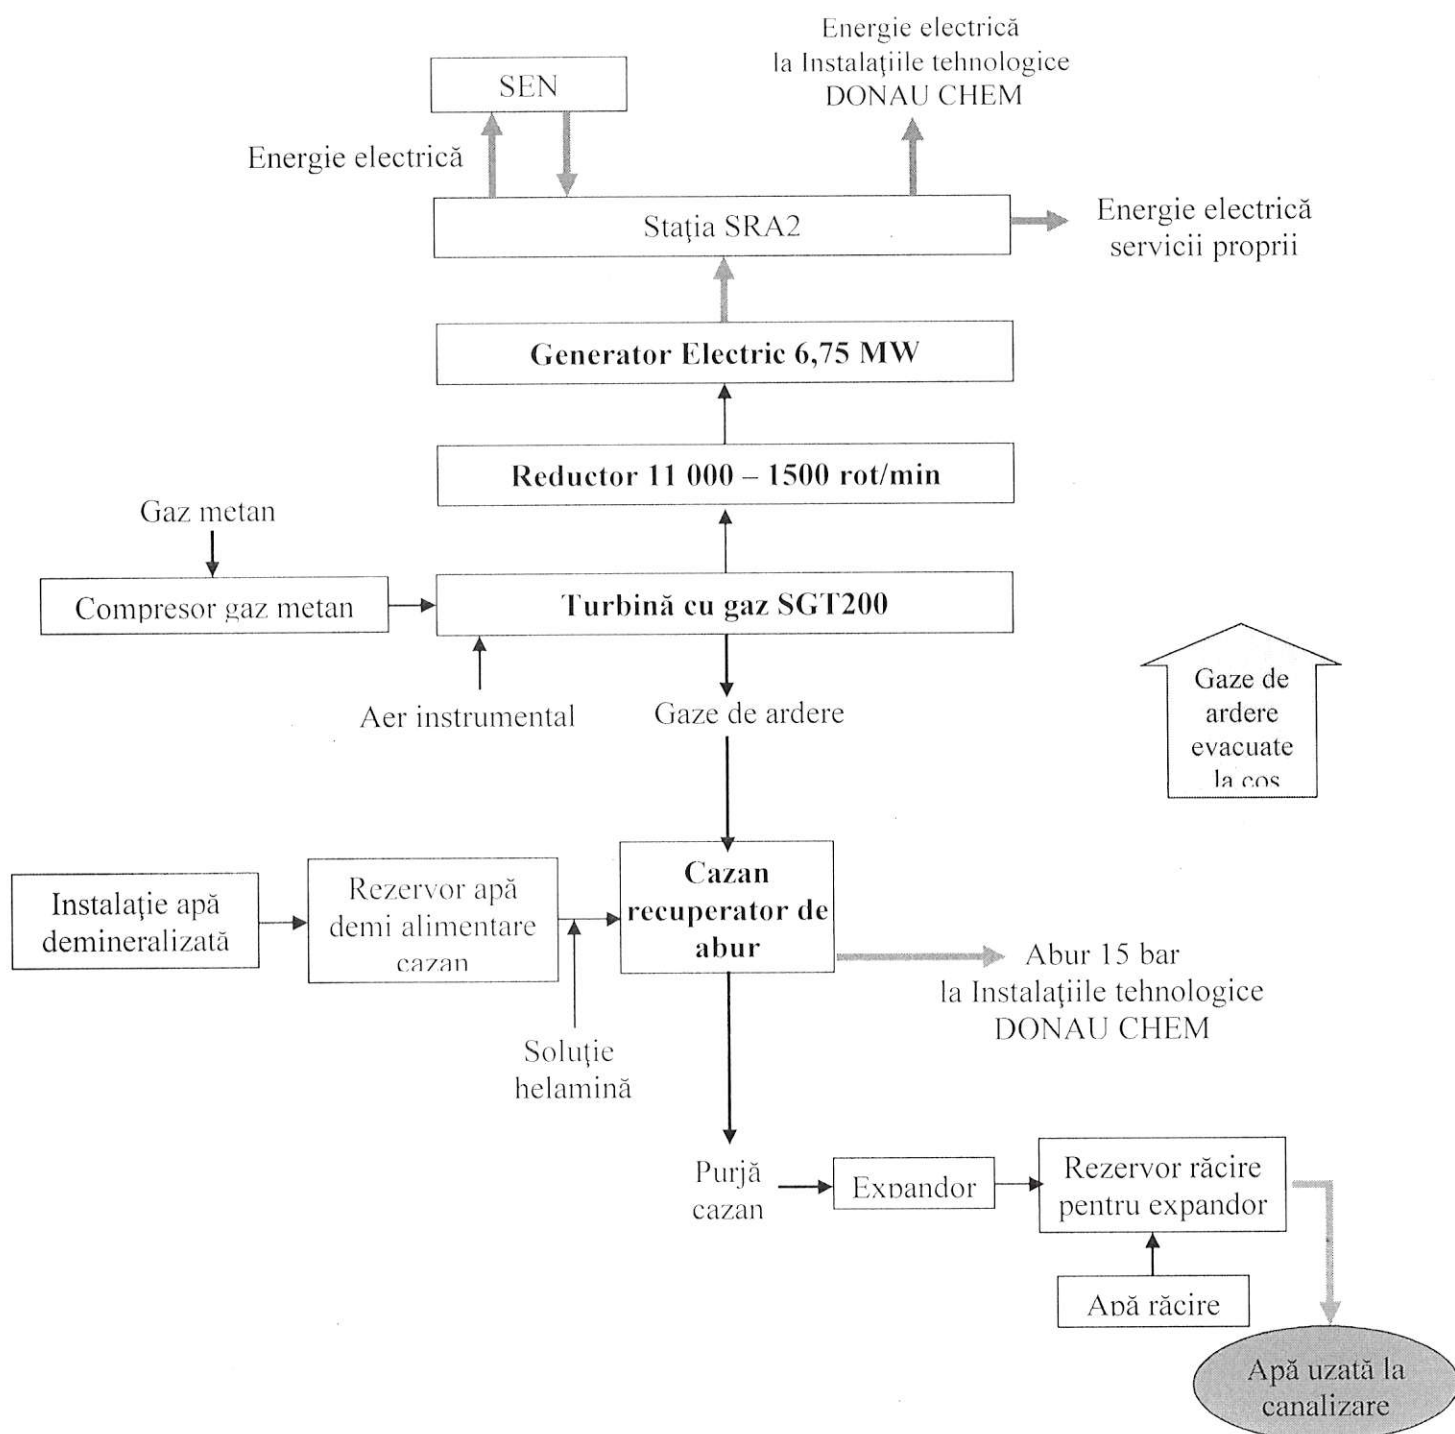 Energie electrică
la Instalaţiile tehnologice
DONAU CHEM
SEN
Energie electrică
Staţia SRA2
Energie electrică
servicii proprii
Generator Electric 6,75 MW
Reductor 11 000 – 1500 rot/min
Gaz metan
Compresor gaz metan
Turbină cu gaz SGT200
Aer instrumental
Gaze de ardere
Gaze de
ardere
evacuate
la cos
Instalaţie apă
demineralizată
Rezervor apă
demi alimentare
cazan
Cazan
recuperator de
abur
Abur 15 bar
la Instalaţiile tehnologice
DONAU CHEM
Soluţie
helamină
Purjă
cazan
Expandor
Rezervor răcire
pentru expandor
Apă răcire
Apă uzată la
canalizare